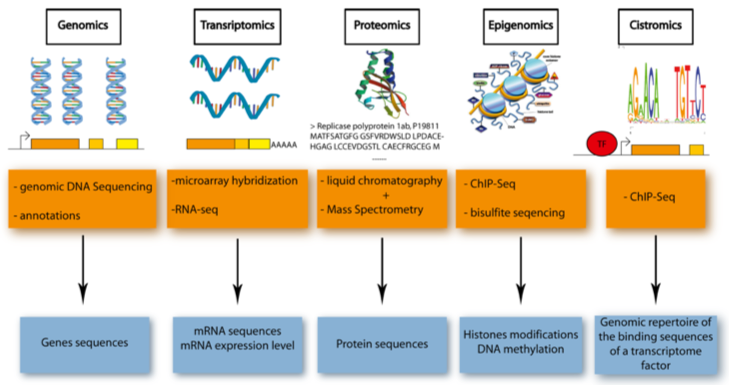 Genomics
Transriptomics
Proteomics
Epigenomics
Cistromics
> Replicase polyprotein 1ab, P19811
MATFSATGFG GSFVRDWSLD LPDACE-
HGAG LCCEVDGSTL CAECFRGCEG M
AAAAA
TF
AGAACA TGTTCT
- genomic DNA Sequencing
- annotations
-microarray hybridization
-RNA-seq
- liquid chromatography
+
- Mass Spectrometry
- ChIP-Seq
- bisulfite seqencing
- ChIP-Seq
Genes sequences
mRNA sequences
mRNA expression level
Protein sequences
Histones modifications
DNA methylation
Genomic repertoire of
the binding sequences
of a transcriptome
factor